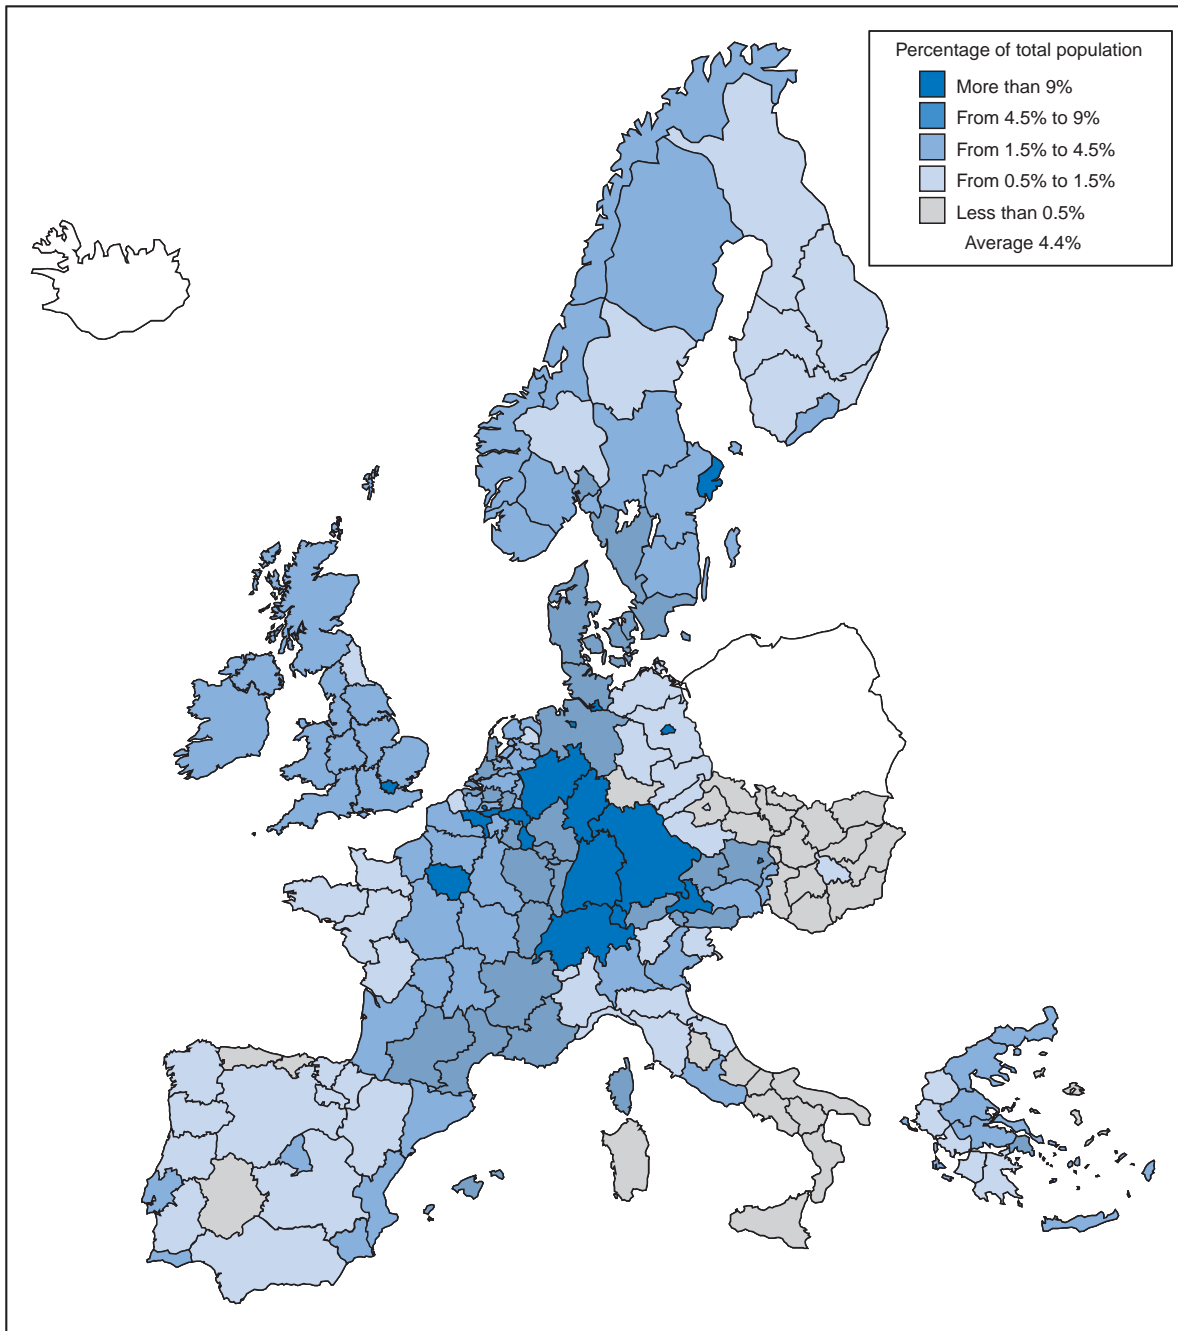 Percentage of total population
More than 9%
From 4.5% to 9%
From 1.5% to 4.5%
From 0.5% to 1.5%
Less than 0.5%
Average 4.4%